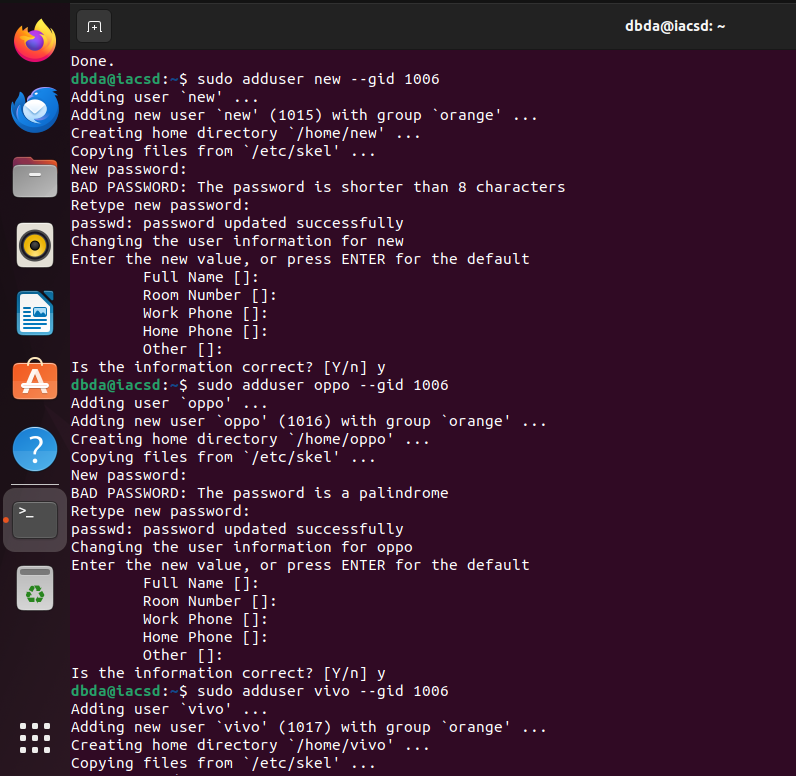 dbda@iacsd: ~
Done.
dbda@iacsd:~$ sudo adduser new --gid 1006
Adding user `new' ...
Adding new user `new' (1015) with group `orange' ...
Creating home directory `/home/new' ...
Copying files from `/etc/skel' ...
New password:
BAD PASSWORD: The password is shorter than 8 characters
Retype new password:
passwd: password updated successfully
Changing the user information for new
Enter the new value, or press ENTER for the default
        Full Name []:
        Room Number []:
        Work Phone []:
        Home Phone []:
        Other []:
Is the information correct? [Y/n] y
dbda@iacsd:~$ sudo adduser oppo --gid 1006
Adding user `oppo' ...
Adding new user `oppo' (1016) with group `orange' ...
Creating home directory `/home/oppo' ...
Copying files from `/etc/skel' ...
New password:
BAD PASSWORD: The password is a palindrome
Retype new password:
passwd: password updated successfully
Changing the user information for oppo
Enter the new value, or press ENTER for the default
        Full Name []:
        Room Number []:
        Work Phone []:
        Home Phone []:
        Other []:
Is the information correct? [Y/n] y
dbda@iacsd:~$ sudo adduser vivo --gid 1006
Adding user `vivo' ...
Adding new user `vivo' (1017) with group `orange' ...
Creating home directory `/home/vivo' ...
Copying files from `/etc/skel' ...